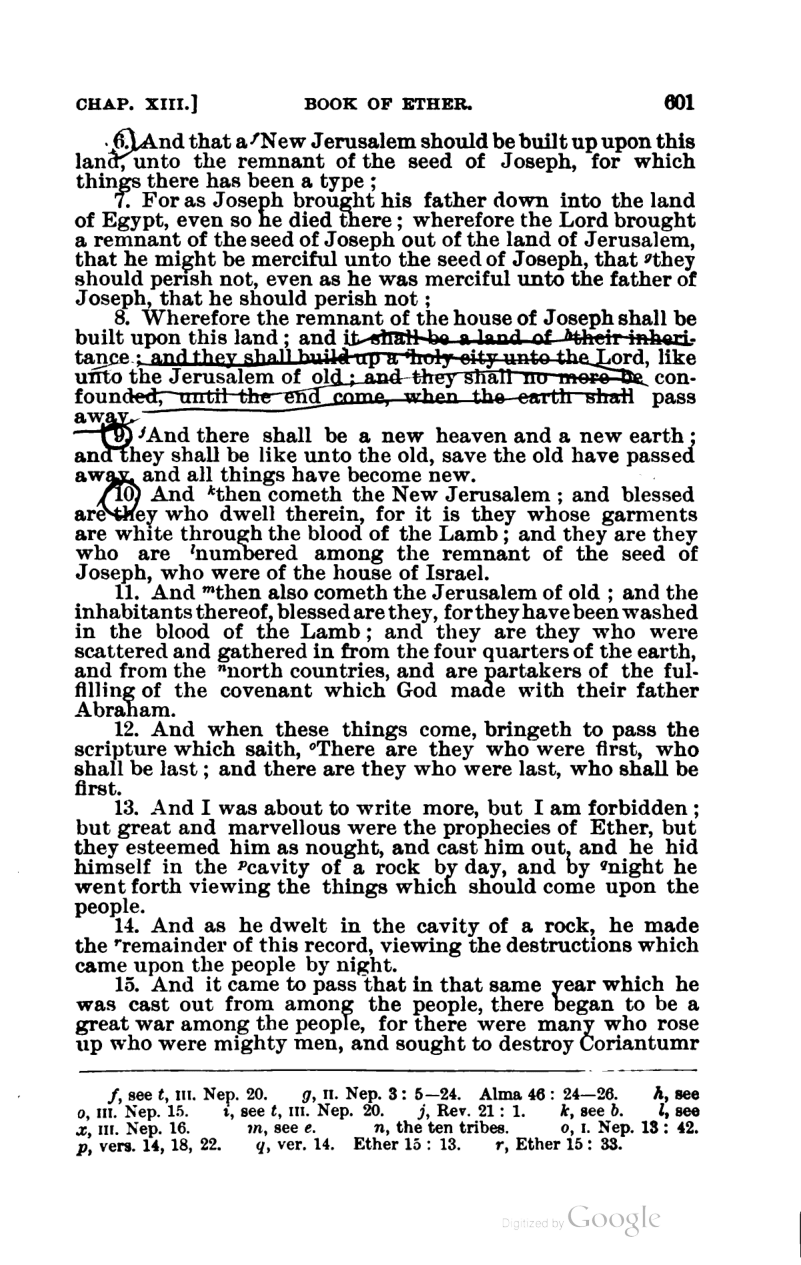 CHAP. XIII.] BOOK OF ETHER. 601
6. And that a fNew Jerusalem should be built up upon this
land, unto the remnant of the seed of Joseph, for which
things there has been a type ;
7. For as Joseph brought his father down into the land
of Egypt, even so he died there ; wherefore the Lord brought
a remnant of the seed of Joseph out of the land of Jerusalem,
that he might be merciful unto the seed of Joseph, that gthey
should perish not, even as he was merciful unto the father of
Joseph, that he should perish not ;
8. Wherefore the remnant of the house of Joseph shall be
built upon this land ; and it shall be a land of htheir inheri-
tance ; and they shall build up a iholy city unto the Lord, like
unto the Jerusalem of old ; and they shall no more be con-
founded, until the end come, when the earth shall pass
away.
9. jAnd there shall be a new heaven and a new earth ;
and they shall be like unto the old, save the old have passed
away, and all things have become new.
10. And kthen cometh the New Jerusalem ; and blessed
are they who dwell therein, for it is they whose garments
are white through the blood of the Lamb ; and they are they
who are lnumbered among the remnant of the seed of
Joseph, who were of the house of Israel.
11. And mthen also cometh the Jerusalem of old ; and the
inhabitants thereof, blessed are they, for they have been washed
in the blood of the Lamb ; and they are they who were
scattered and gathered in from the four quarters of the earth,
and from the nnorth countries, and are partakers of the ful-
filling of the covenant which God made with their father
Abraham.
12. And when these things come, bringeth to pass the
scripture which saith, oThere are they who were first, who
shall be last ; and there are they who were last, who shall be
first.
13. And I was about to write more, but I am forbidden ;
but great and marvellous were the prophecies of Ether, but
they esteemed him as nought, and cast him out, and he hid
himself in the pcavity of a rock by day, and by qnight he
went forth viewing the things which should come upon the
people.
14. And as he dwelt in the cavity of a rock, he made
the rremainder of this record, viewing the destructions which
came upon the people by night.
15. And it came to pass that in that same year which he
was cast out from among the people, there began to be a
great war among the people, for there were many who rose
up who were mighty men, and sought to destroy Coriantumr
f, see t, III. Nep. 20. g, II. Nep. 3 : 5—24. Alma 46 : 24—26. h, see
o, III. Nep. 15. i, see t, III. Nep. 20. j, Rev. 21 : 1. k, see b. l, see
x, III. Nep. 16. m, see e. n, the ten tribes. o, I. Nep. 13 : 42.
p, vers. 14, 18, 22. q, ver. 14. Ether 15 : 13. r, Ether 15 : 33.
Digitized by Google